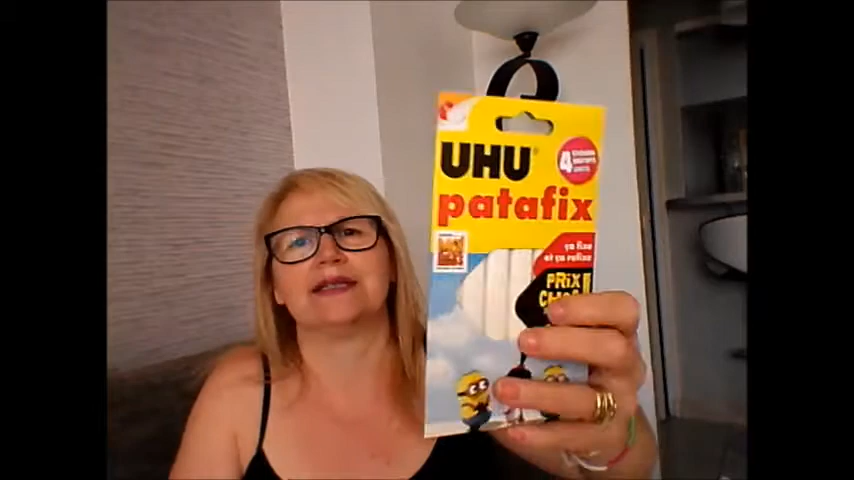 UHU
patafix
4
ça fixe
et ça refixe
PRIX
CHOC !